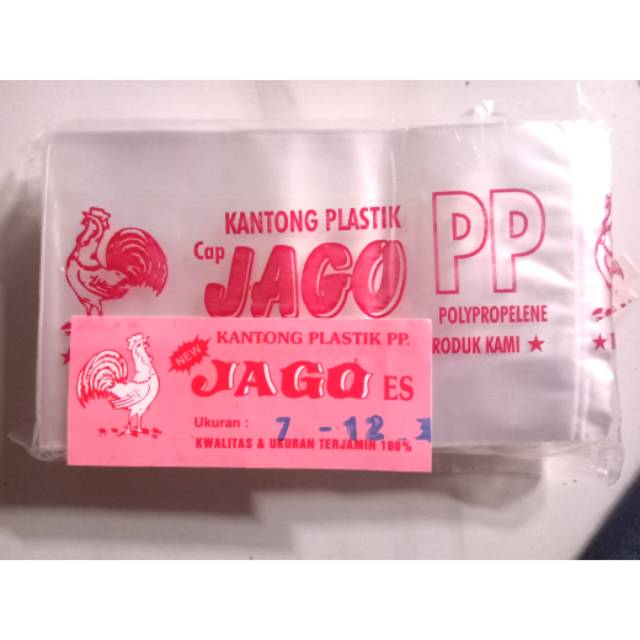 KANTONG PLASTIK
Cap JAGO
PP
POLYPROPELENE
RODUK KAMI ★
KANTONG PLASTIK PP.
NEW
JAGO ES
Ukuran : 7 - 12
KWALITAS & UKURAN TERJAMIN 100%